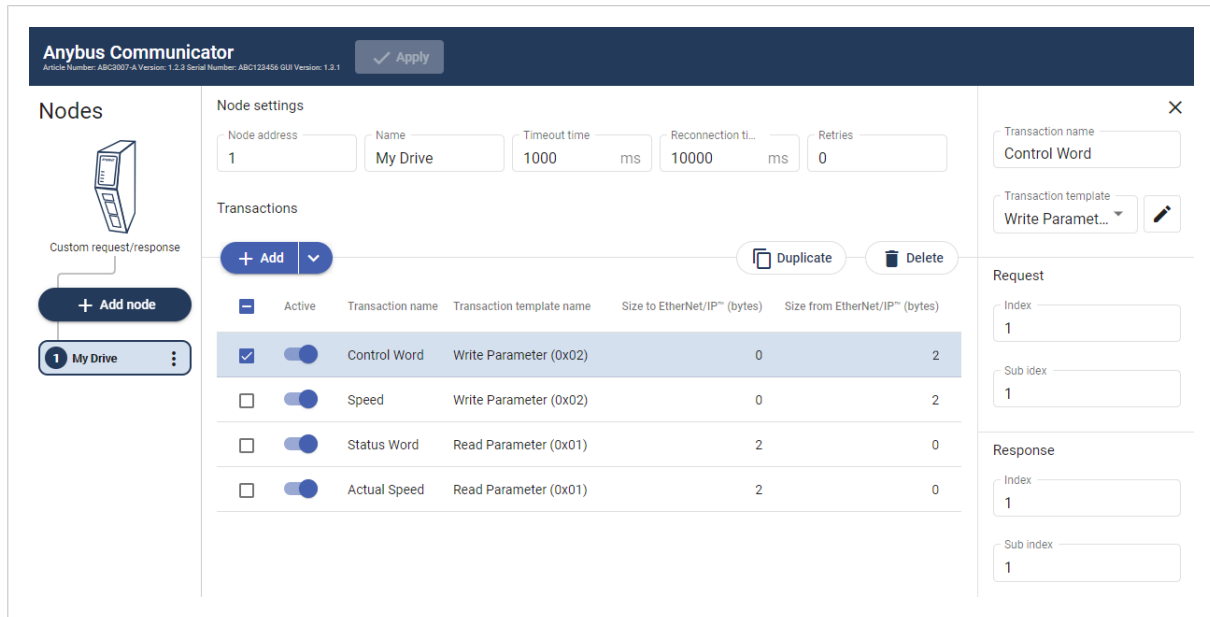 Anybus Communicator
Article Number: ABC3007-A Version: 1.2.3 Serial Number: ABC123456 GUI Version: 1.3.1
Apply
Nodes
Custom request/response
+ Add node
1 My Drive
Node settings
Node address
1
Name
My Drive
Timeout time
1000 ms
Reconnection ti...
10000 ms
Retries
0
Transactions
+ Add
Duplicate
Delete
Active Transaction name Transaction template name Size to EtherNet/IP™ (bytes) Size from EtherNet/IP™ (bytes)
Control Word Write Parameter (0x02) 0 2
Speed Write Parameter (0x02) 0 2
Status Word Read Parameter (0x01) 2 0
Actual Speed Read Parameter (0x01) 2 0
Transaction name
Control Word
Transaction template
Write Paramet...
Request
Index
1
Sub idex
1
Response
Index
1
Sub index
1